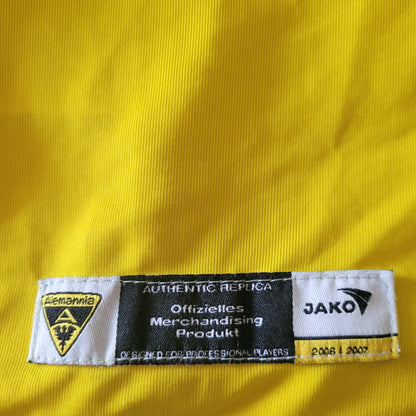 Alemannia
AUTHENTIC REPLICA
Offizielles
Merchandising
Produkt
DESIGNED FOR PROFESSIONAL PLAYERS
JAKO
2006 | 2007